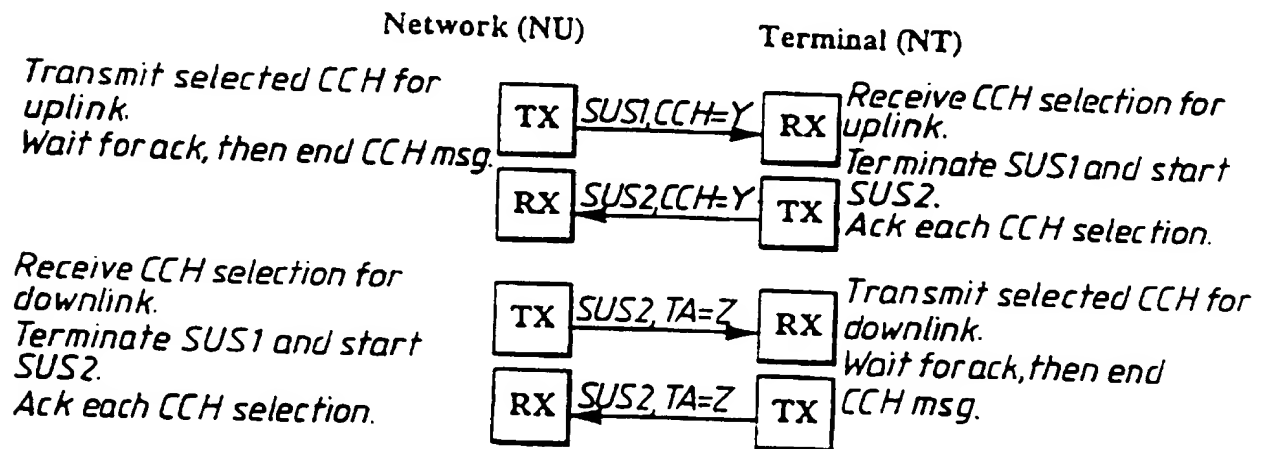 Network (NU)
Terminal (NT)
Transmit selected CCH for
uplink.
Wait for ack, then end CCH msg.
TX
SUS1,CCH=Y
RX
Receive CCH selection for
uplink.
Terminate SUS1 and start
SUS2.
Ack each CCH selection.
RX
SUS2,CCH=Y
TX
Receive CCH selection for
downlink.
Terminate SUS1 and start
SUS2.
Ack each CCH selection.
TX
SUS2, TA=Z
RX
Transmit selected CCH for
downlink.
Wait for ack, then end
CCH msg.
RX
SUS2, TA=Z
TX